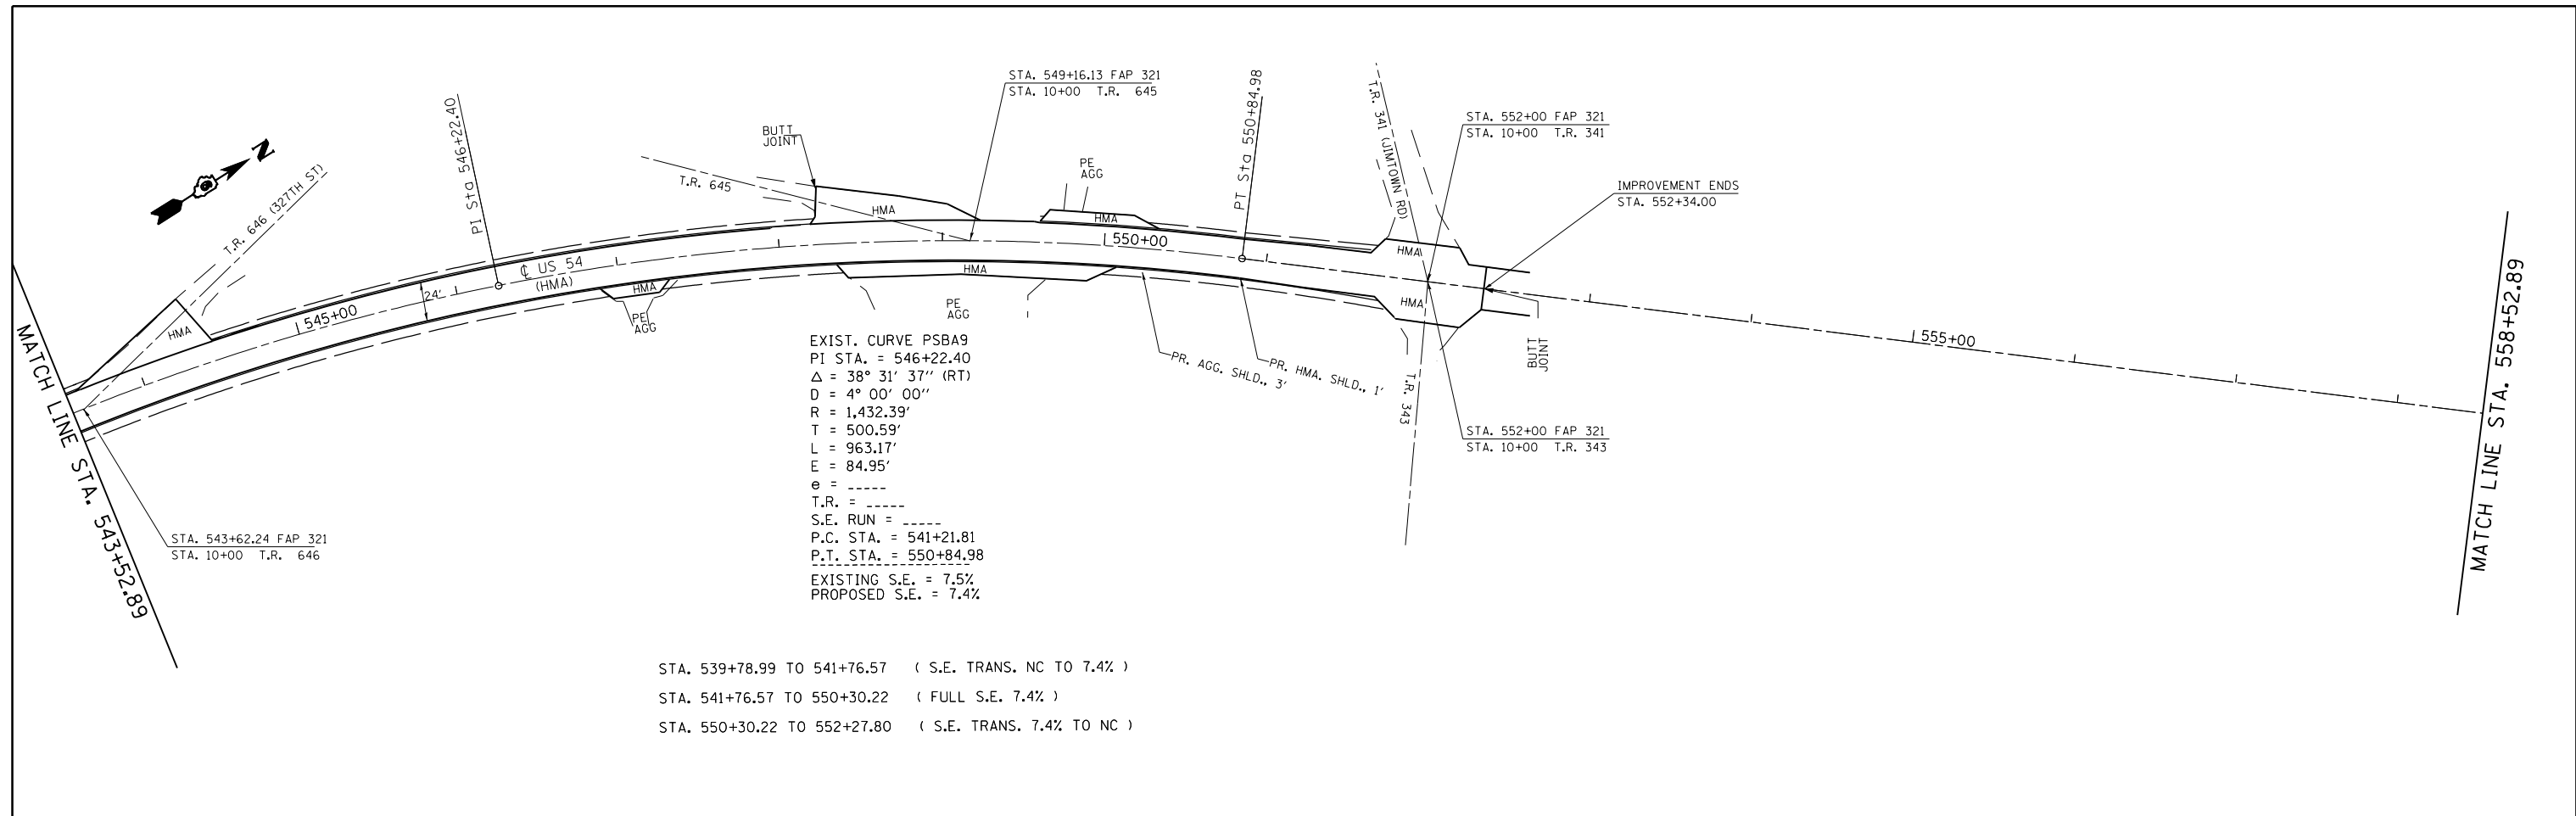 N
T.R. 646 (327TH ST)
PI Sta 546+22.40
BUTT
JOINT
T.R. 645
STA. 549+16.13 FAP 321
STA. 10+00 T.R. 645
PE
AGG
PT Sta 550+84.98
T.R. 341 (JIMTOWN RD)
STA. 552+00 FAP 321
STA. 10+00 T.R. 341
IMPROVEMENT ENDS
STA. 552+34.00
HMA
HMA
HMA
HMA
545+00
24'
℄ US 54
(HMA)
HMA
PE
AGG
HMA
PE
AGG
550+00
HMA
PR. AGG. SHLD., 3'
PR. HMA. SHLD., 1'
T.R. 343
BUTT
JOINT
555+00
MATCH LINE STA. 543+52.89
MATCH LINE STA. 558+52.89
STA. 552+00 FAP 321
STA. 10+00 T.R. 343
STA. 543+62.24 FAP 321
STA. 10+00 T.R. 646
EXIST. CURVE PSBA9
PI STA. = 546+22.40
Δ = 38° 31' 37'' (RT)
D = 4° 00' 00''
R = 1,432.39'
T = 500.59'
L = 963.17'
E = 84.95'
e = _____
T.R. = _____
S.E. RUN = _____
P.C. STA. = 541+21.81
P.T. STA. = 550+84.98
EXISTING S.E. = 7.5%
PROPOSED S.E. = 7.4%
STA. 539+78.99 TO 541+76.57 ( S.E. TRANS. NC TO 7.4% )
STA. 541+76.57 TO 550+30.22 ( FULL S.E. 7.4% )
STA. 550+30.22 TO 552+27.80 ( S.E. TRANS. 7.4% TO NC )